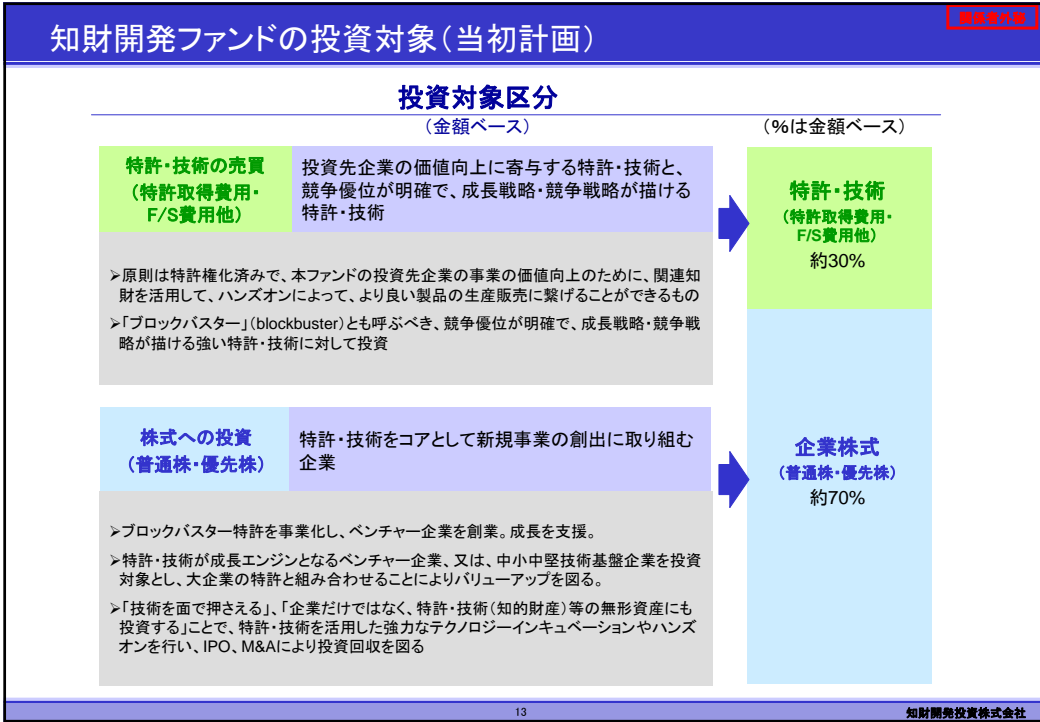 知財開発ファンドの投資対象(当初計画)
関係者外秘
投資対象区分
(金額ベース)
(%は金額ベース)
特許・技術の売買
(特許取得費用・
F/S費用他)
投資先企業の価値向上に寄与する特許・技術と、
競争優位が明確で、成長戦略・競争戦略が描ける
特許・技術
➢原則は特許権化済みで、本ファンドの投資先企業の事業の価値向上のために、関連知
財を活用して、ハンズオンによって、より良い製品の生産販売に繋げることができるもの
➢「ブロックバスター」(blockbuster)とも呼ぶべき、競争優位が明確で、成長戦略・競争戦
略が描ける強い特許・技術に対して投資
特許・技術
(特許取得費用・
F/S費用他)
約30%
株式への投資
(普通株・優先株)
特許・技術をコアとして新規事業の創出に取り組む
企業
➢ブロックバスター特許を事業化し、ベンチャー企業を創業。成長を支援。
➢特許・技術が成長エンジンとなるベンチャー企業、又は、中小中堅技術基盤企業を投資
対象とし、大企業の特許と組み合わせることによりバリューアップを図る。
➢「技術を面で押さえる」、「企業だけではなく、特許・技術(知的財産)等の無形資産にも
投資する」ことで、特許・技術を活用した強力なテクノロジーインキュベーションやハンズ
オンを行い、IPO、M&Aにより投資回収を図る
企業株式
(普通株・優先株)
約70%
13
知財開発投資株式会社